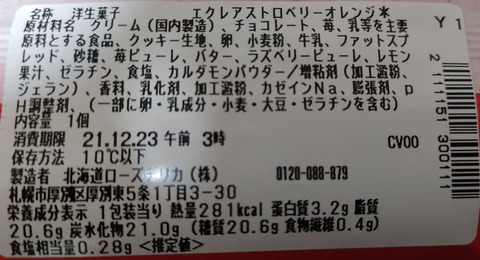 名称 洋生菓子 エクレアストロベリーオレンジ*
原材料名 クリーム(国内製造)、チョコレート、苺、乳等を主要
原料とする食品、クッキー生地、卵、小麦粉、牛乳、ファットスプ
レッド、砂糖、苺ピューレ、バター、ラズベリーピューレ、レモン
果汁、ゼラチン、食塩、カルダモンパウダー/増粘剤(加工澱粉、
ジェラン)、香料、乳化剤、加工澱粉、カゼインNa、膨張剤、p
H調整剤、(一部に卵・乳成分・小麦・大豆・ゼラチンを含む)
内容量 1個
消費期限 21.12.23 午前 3時 CV00
保存方法 10℃以下
製造者 北海道ローズデリカ(株) 0120-088-879
札幌市厚別区厚別東5条1丁目3-30
栄養成分表示 1包装当り 熱量281kcal 蛋白質3.2g 脂質
20.6g 炭水化物21.0g (糖質20.6g 食物繊維0.4g)
食塩相当量0.28g <推定値>
Y1
2 111151 300111